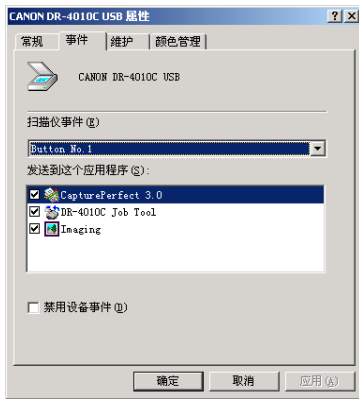 CANON DR-4010C USB 属性
常规 事件 维护 颜色管理
CANON DR-4010C USB
扫描仪事件(E)
Button No.1
发送到这个应用程序(S):
CapturePerfect 3.0
DR-4010C Job Tool
Imaging
禁用设备事件(D)
确定 取消 应用(A)